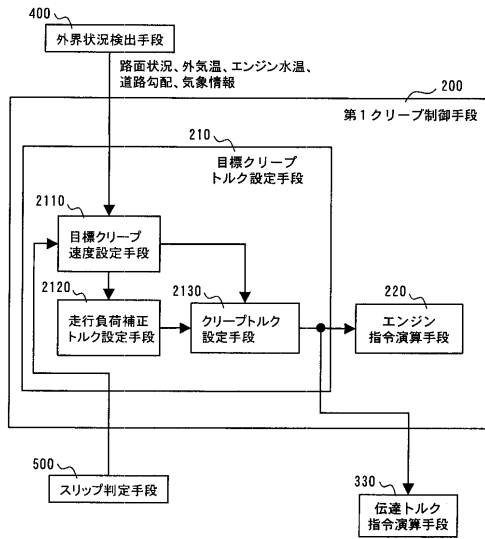 400
外界状況検出手段
路面状況、外気温、エンジン水温、
道路勾配、気象情報
200
第1クリープ制御手段
210
目標クリープ
トルク設定手段
2110
目標クリープ
速度設定手段
2120
走行負荷補正
トルク設定手段
2130
クリープトルク
設定手段
220
エンジン
指令演算手段
500
スリップ判定手段
330
伝達トルク
指令演算手段